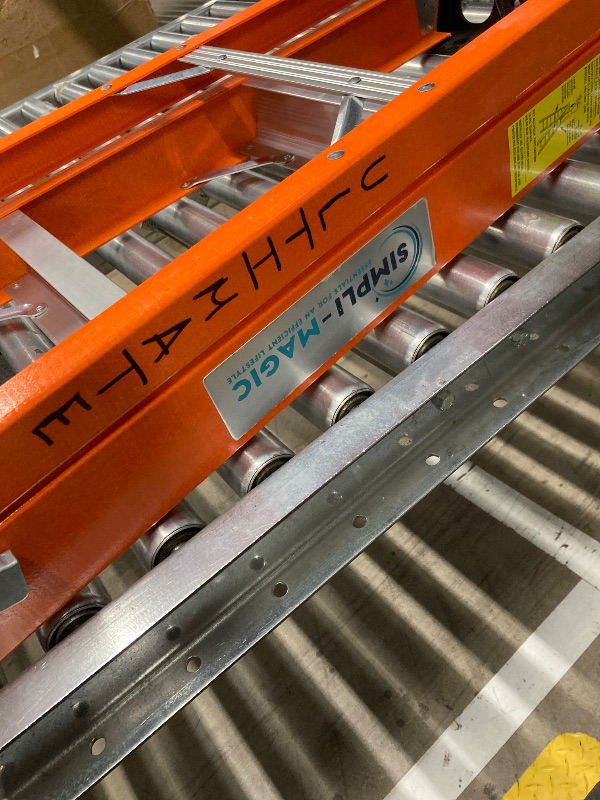 ULTIMATE
SIMPLI-MAGIC
ESSENTIALS FOR AN EFFICIENT LIFESTYLE